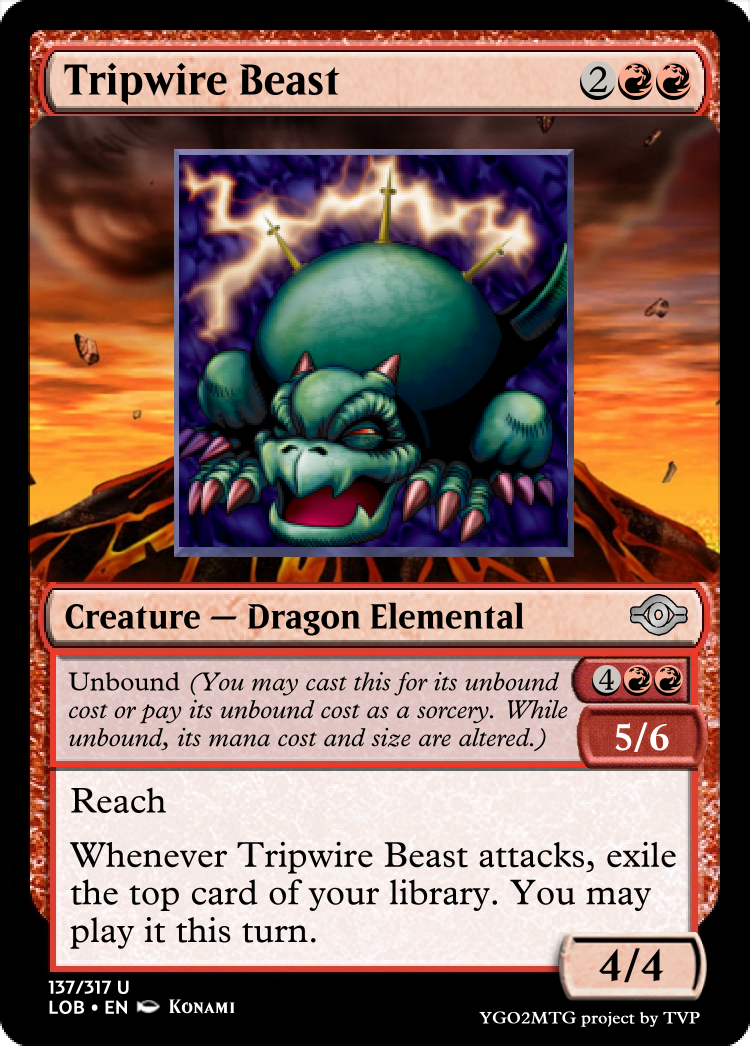 Tripwire Beast 2
Creature — Dragon Elemental
Unbound (You may cast this for its unbound 4
cost or pay its unbound cost as a sorcery. While
unbound, its mana cost and size are altered.) 5/6
Reach
Whenever Tripwire Beast attacks, exile
the top card of your library. You may
play it this turn.
4/4
137/317 U
LOB • EN Konami
YGO2MTG project by TVP